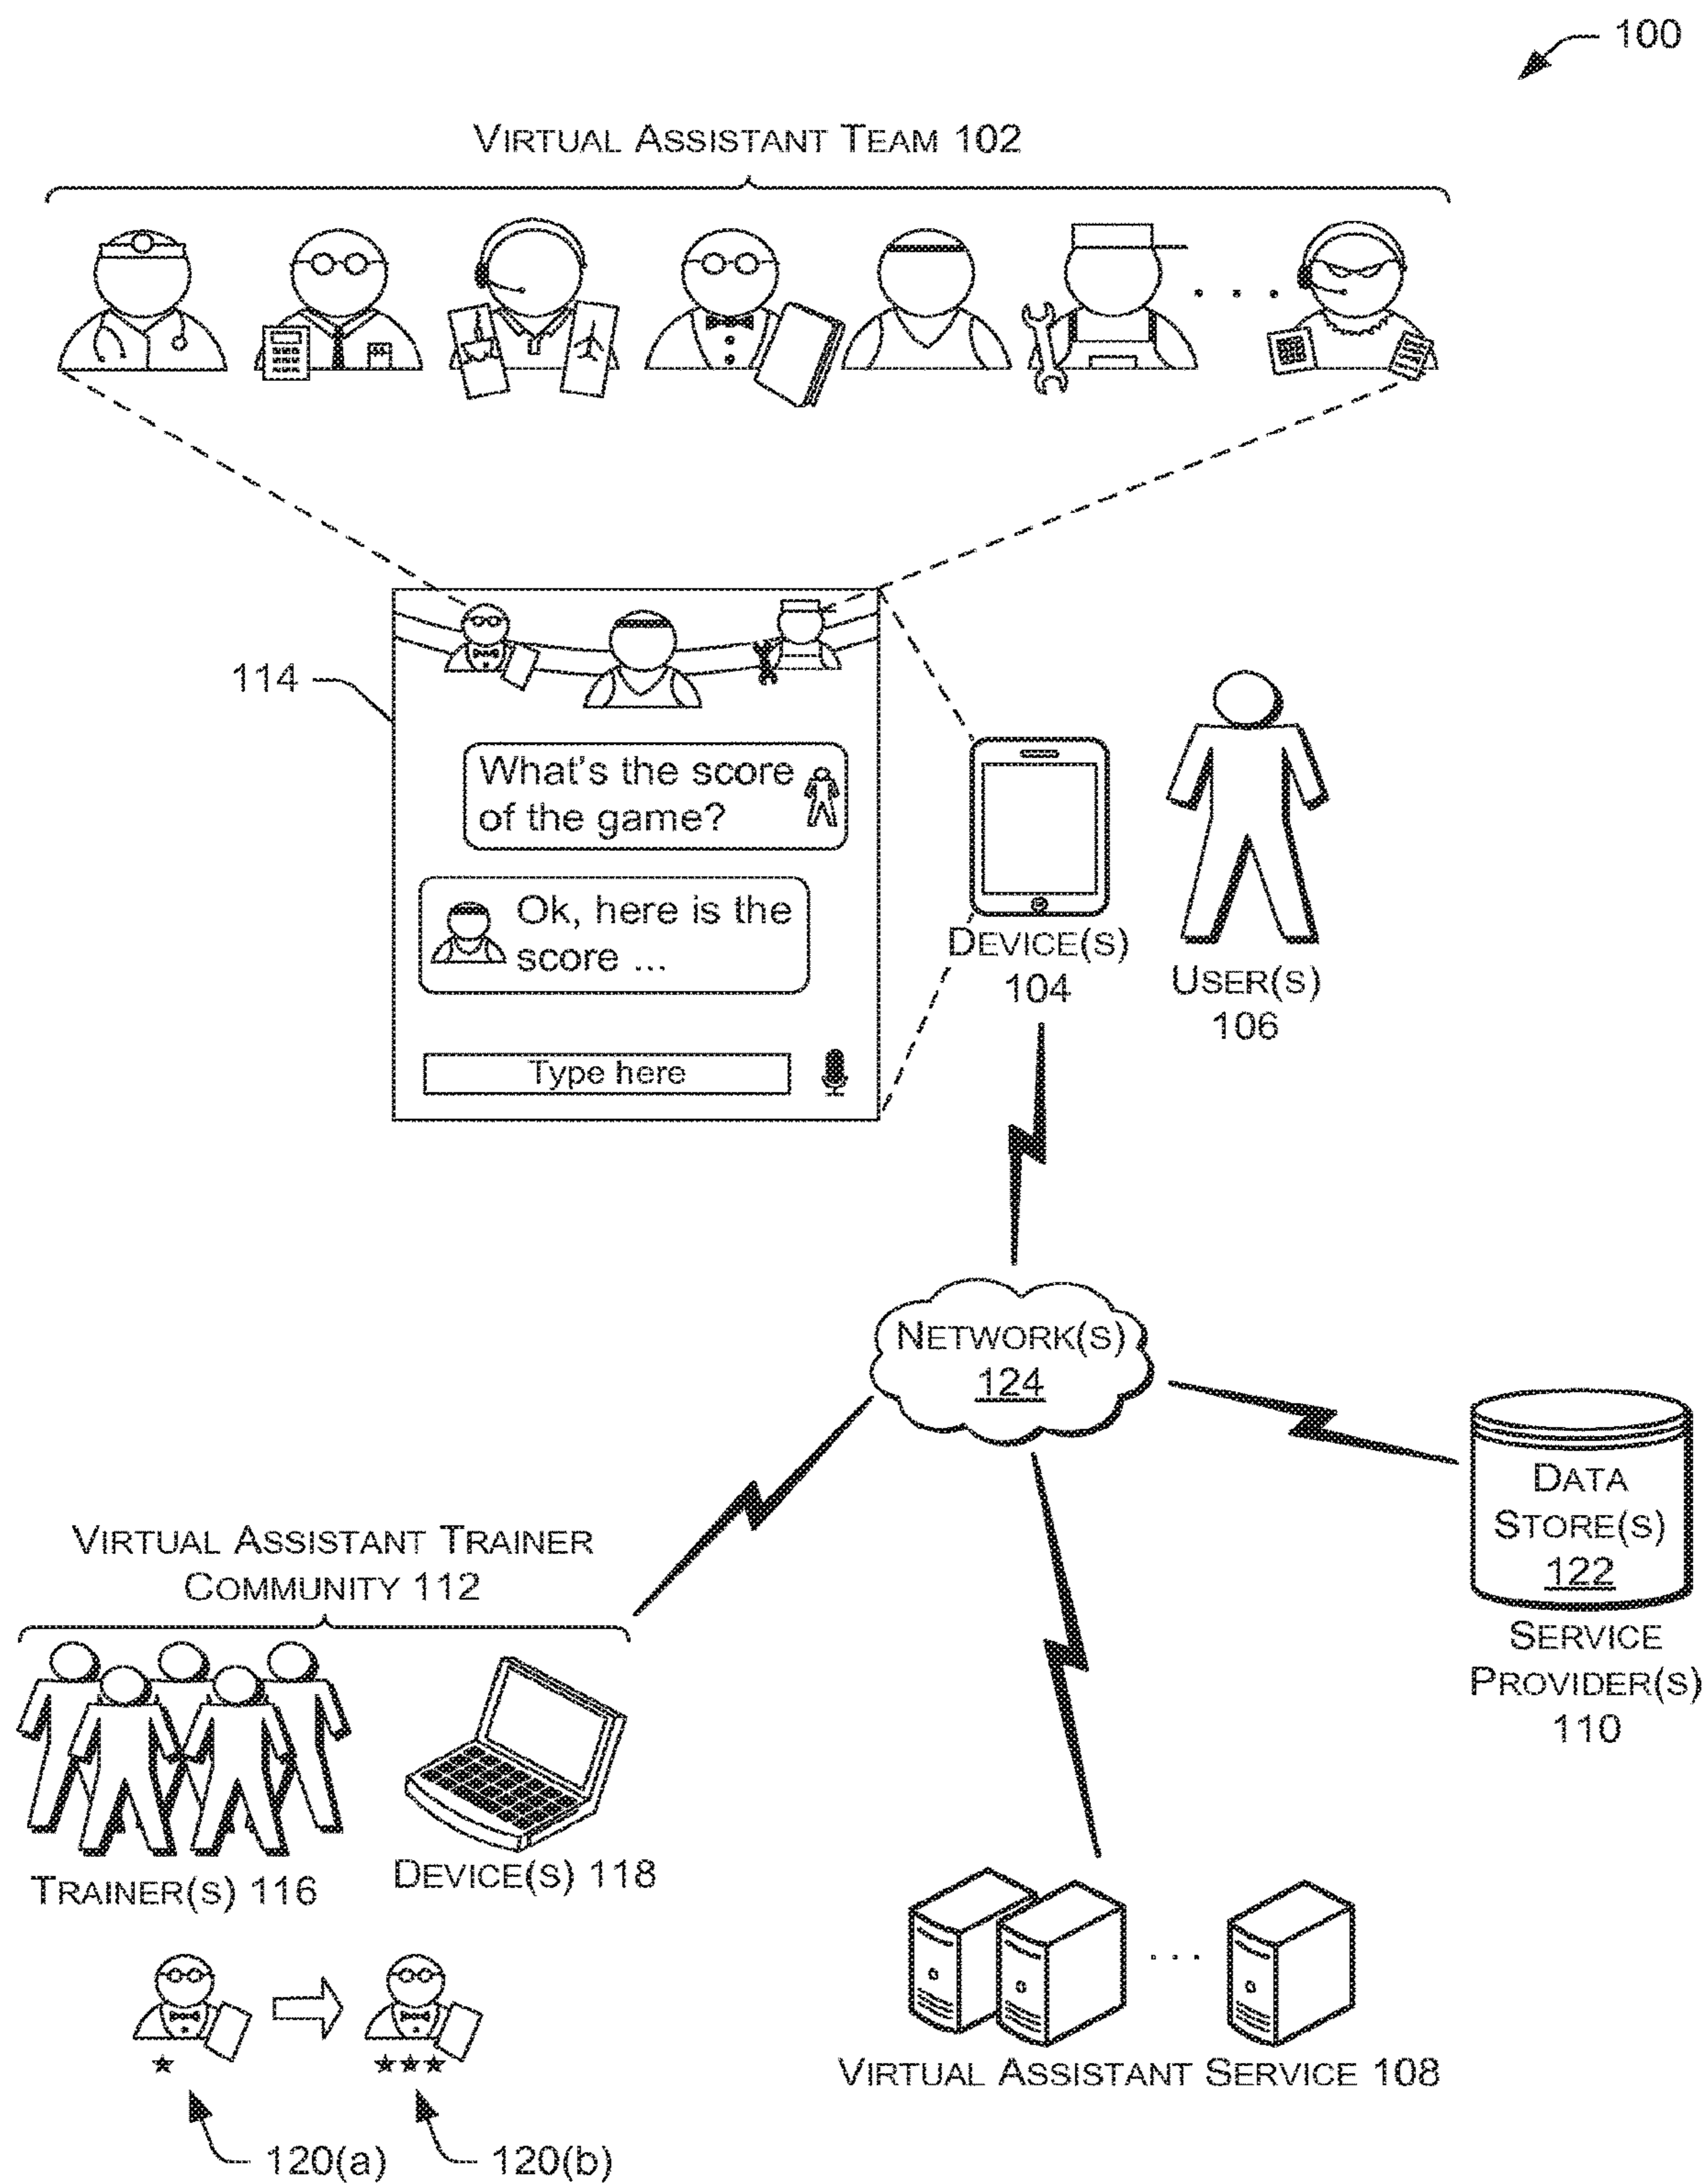 100
VIRTUAL ASSISTANT TEAM 102
114
What's the score
of the game?
Ok, here is the
score ...
Type here
DEVICE(S)
104
USER(S)
106
NETWORK(S)
124
DATA
STORE(S)
122
SERVICE
PROVIDER(S)
110
VIRTUAL ASSISTANT TRAINER
COMMUNITY 112
TRAINER(S) 116
DEVICE(S) 118
VIRTUAL ASSISTANT SERVICE 108
120(a)
120(b)